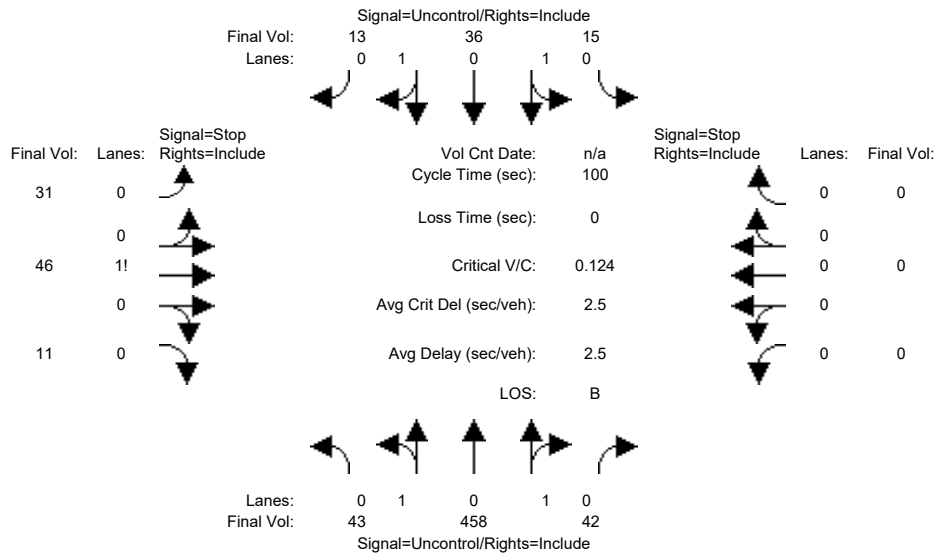 Signal=Uncontrol/Rights=Include
Final Vol: 13 36 15
Lanes: 0 1 0 1 0
Signal=Stop Signal=Stop
Final Vol: Lanes: Rights=Include Vol Cnt Date: n/a Rights=Include Lanes: Final Vol:
Cycle Time (sec): 100
31 0 0 0
Loss Time (sec): 0
0 0
46 1! Critical V/C: 0.124 0 0
0 Avg Crit Del (sec/veh): 2.5 0
11 0 Avg Delay (sec/veh): 2.5 0 0
LOS: B
Lanes: 0 1 0 1 0
Final Vol: 43 458 42
Signal=Uncontrol/Rights=Include